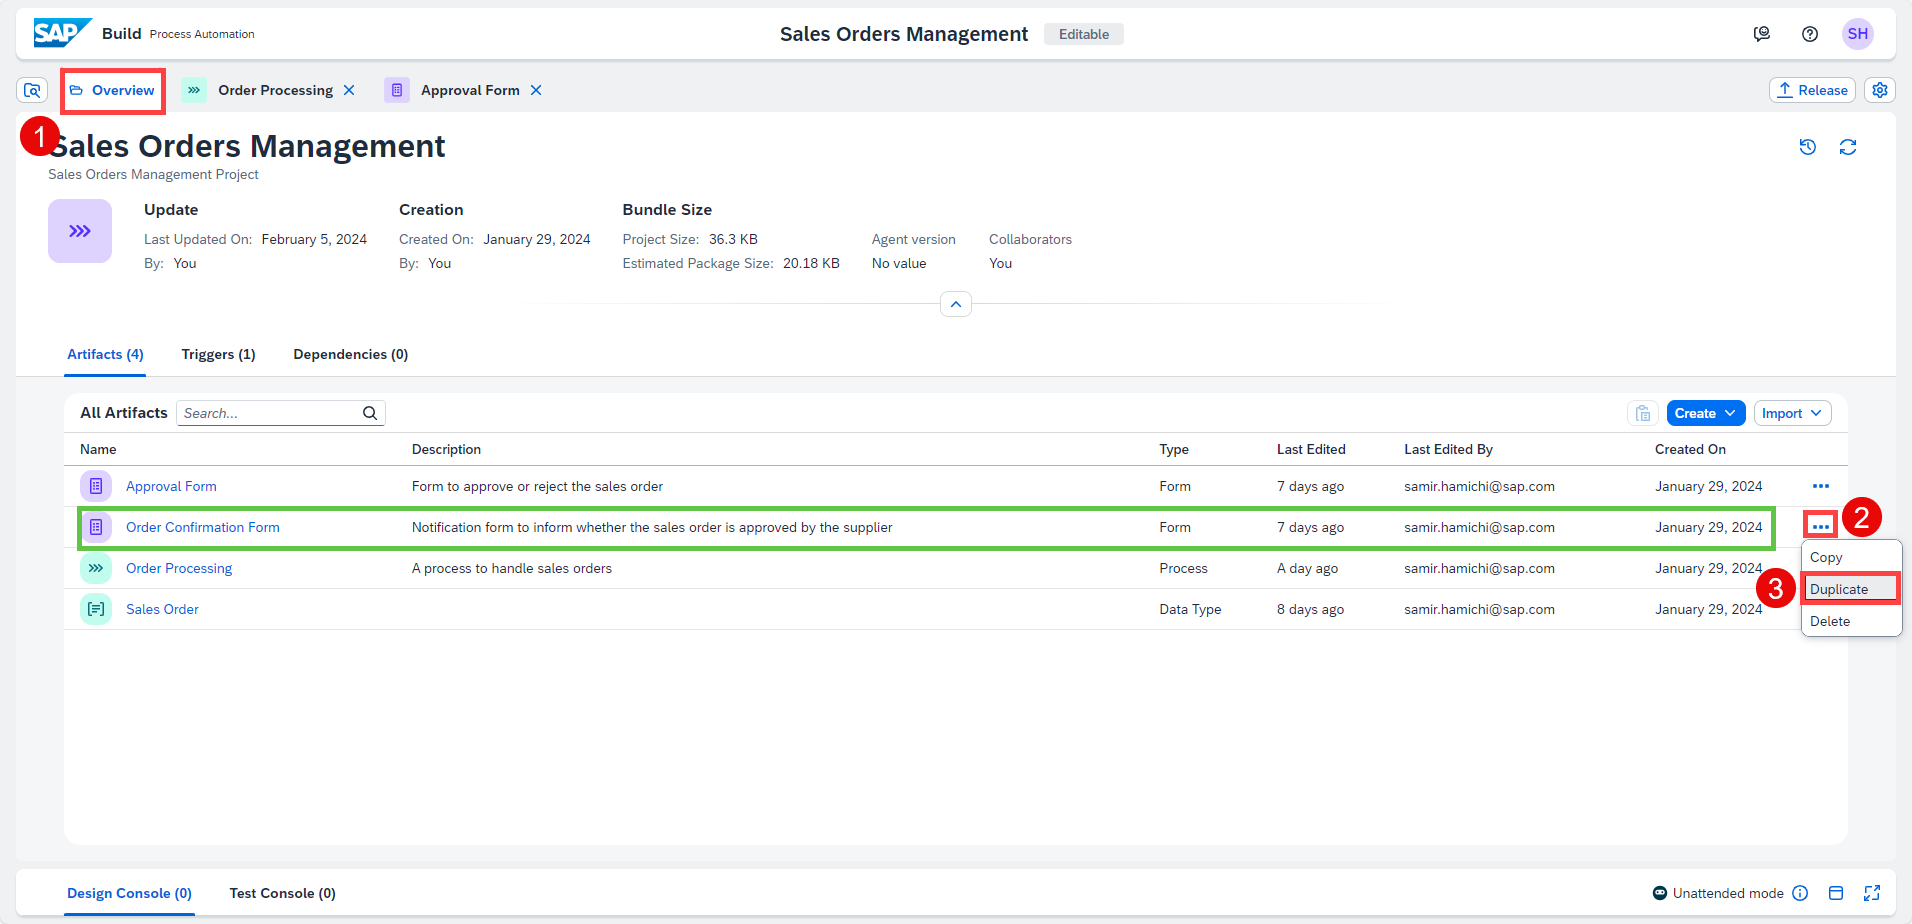 SAP Build Process Automation
Sales Orders Management Editable
SH
Overview
Order Processing
Approval Form
Release
1
Sales Orders Management
Sales Orders Management Project
Update
Last Updated On: February 5, 2024
By: You
Creation
Created On: January 29, 2024
By: You
Bundle Size
Project Size: 36.3 KB
Estimated Package Size: 20.18 KB
Agent version
No value
Collaborators
You
Artifacts (4) Triggers (1) Dependencies (0)
All Artifacts Search... Create Import
Name Description Type Last Edited Last Edited By Created On
Approval Form Form to approve or reject the sales order Form 7 days ago samir.hamichi@sap.com January 29, 2024
Order Confirmation Form Notification form to inform whether the sales order is approved by the supplier Form 7 days ago samir.hamichi@sap.com January 29, 2024
2
Order Processing A process to handle sales orders Process A day ago samir.hamichi@sap.com January 29, 2024
Sales Order Data Type 8 days ago samir.hamichi@sap.com January 29, 2024
Copy
3
Duplicate
Delete
Design Console (0) Test Console (0) Unattended mode